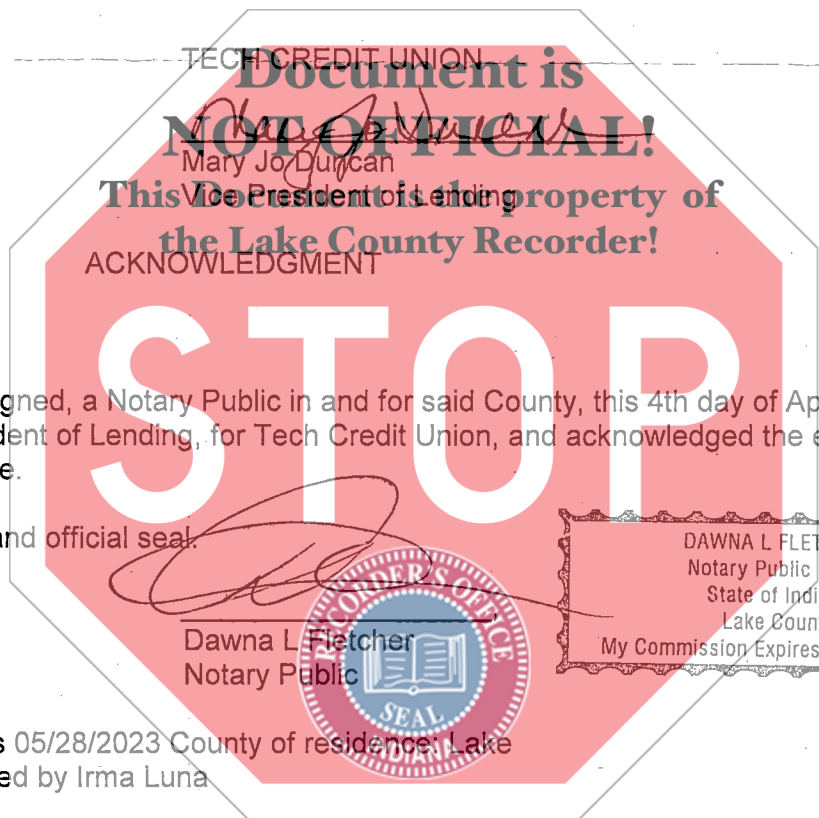 TECH CREDIT UNION
Document is
NOT OFFICIAL!
Mary Jo Duncan
This Document is the property of
Vice President of Lending
the Lake County Recorder!
ACKNOWLEDGMENT
STOP
gned, a Notary Public in and for said County, this 4th day of Ap
dent of Lending, for Tech Credit Union, and acknowledged the e
e.
nd official seal.
DAWNA L FLET
Notary Public
State of Indi
Lake Coun
My Commission Expires
Dawna L Fletcher
Notary Public
RECORDER'S OFFICE
SEAL
INDIANA
s 05/28/2023 County of residence: Lake
ed by Irma Luna